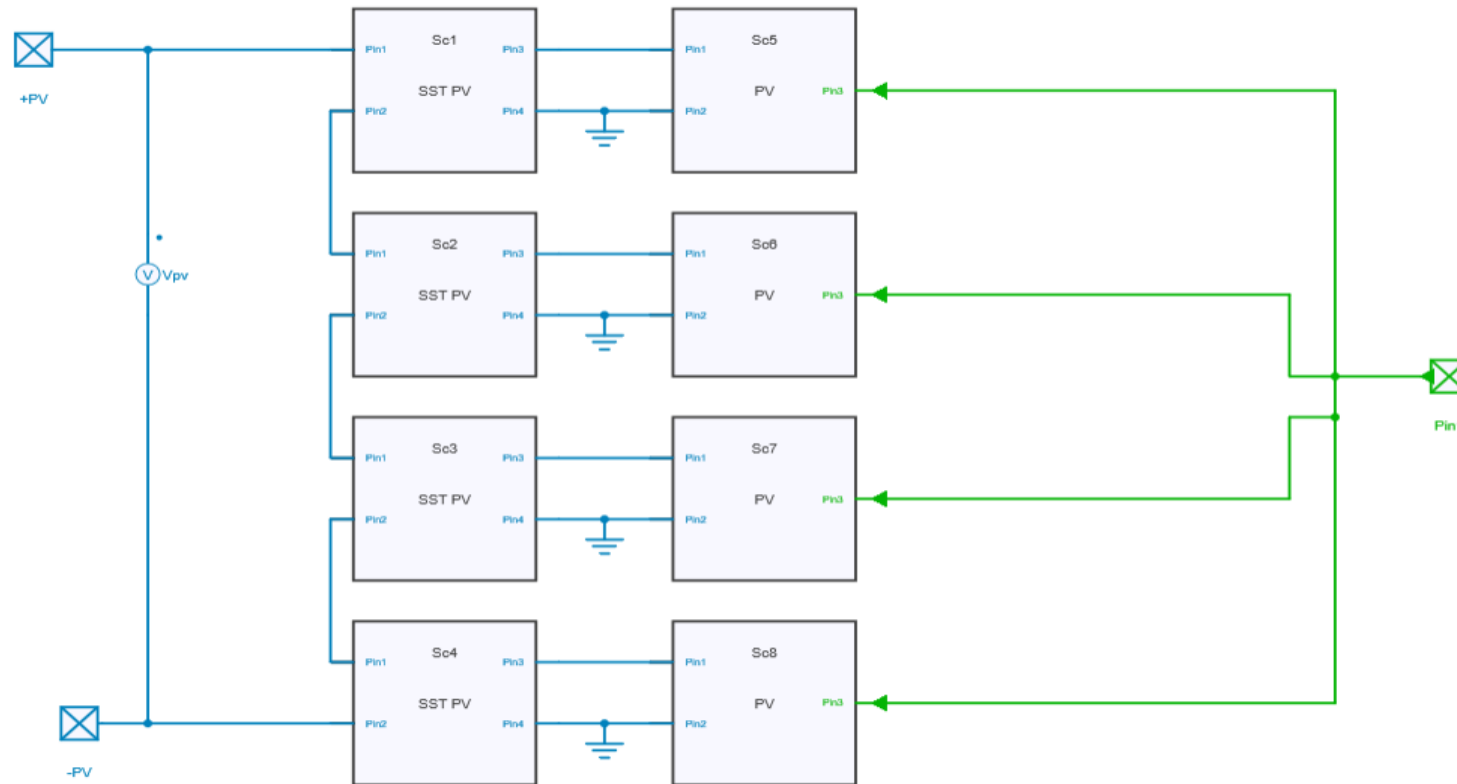 +PV
V Vpv
-PV
Sc1
Pin1 Pin3
SST PV
Pin2 Pin4
Sc5
Pin1
PV Pin3
Pin2
Sc2
Pin1 Pin3
SST PV
Pin2 Pin4
Sc6
Pin1
PV Pin3
Pin2
Sc3
Pin1 Pin3
SST PV
Pin2 Pin4
Sc7
Pin1
PV Pin3
Pin2
Sc4
Pin1 Pin3
SST PV
Pin2 Pin4
Sc8
Pin1
PV Pin3
Pin2
Pin